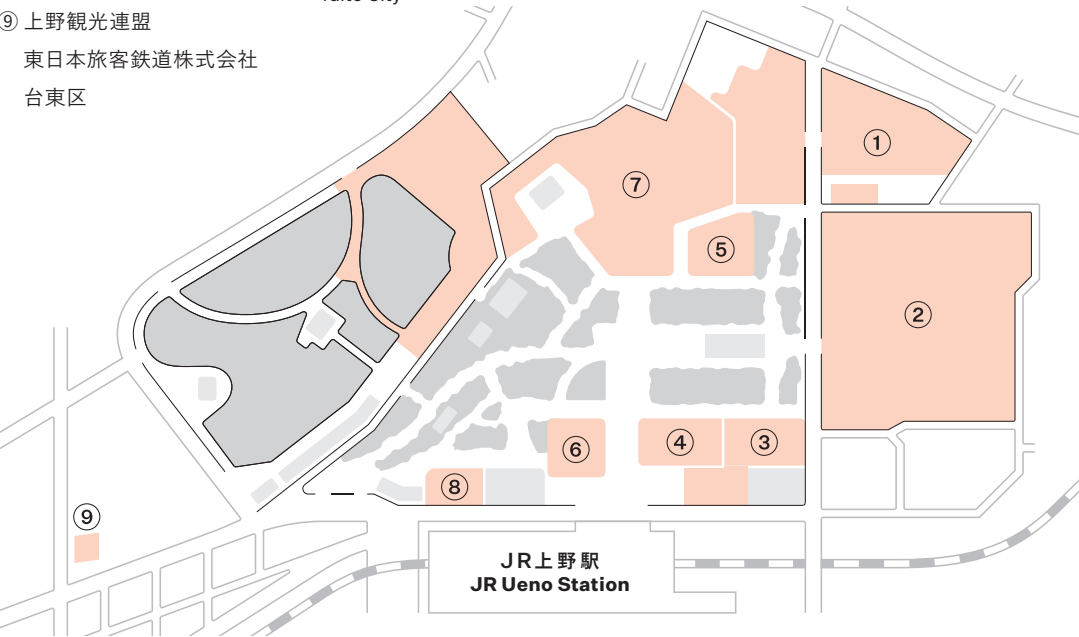 ⑨ 上野観光連盟
東日本旅客鉄道株式会社
台東区
①
⑦
⑤
②
④
③
⑥
⑧
⑨
JR上野駅
JR Ueno Station